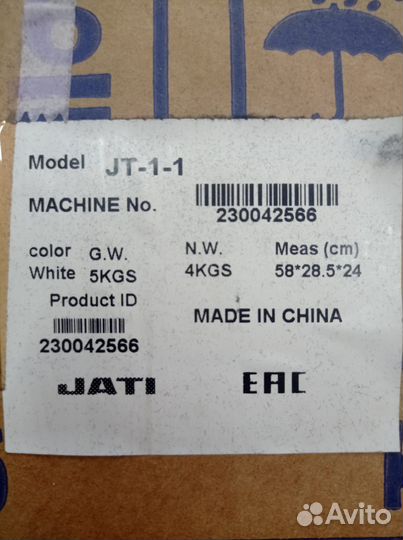 Model JT-1-1
MACHINE No. 230042566
color G.W. N.W. Meas (cm)
White 5KGS 4KGS 58*28.5*24
Product ID
230042566
MADE IN CHINA
JATI EAC
Avito